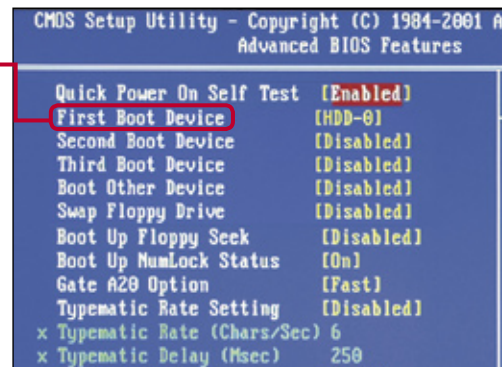 CMOS Setup Utility - Copyright (C) 1984-2001 A
Advanced BIOS Features
Quick Power On Self Test [Enabled]
First Boot Device [HDD-0]
Second Boot Device [Disabled]
Third Boot Device [Disabled]
Boot Other Device [Disabled]
Swap Floppy Drive [Disabled]
Boot Up Floppy Seek [Disabled]
Boot Up NumLock Status [On]
Gate A20 Option [Fast]
Typematic Rate Setting [Disabled]
x Typematic Rate (Chars/Sec) 6
x Typematic Delay (Msec) 250